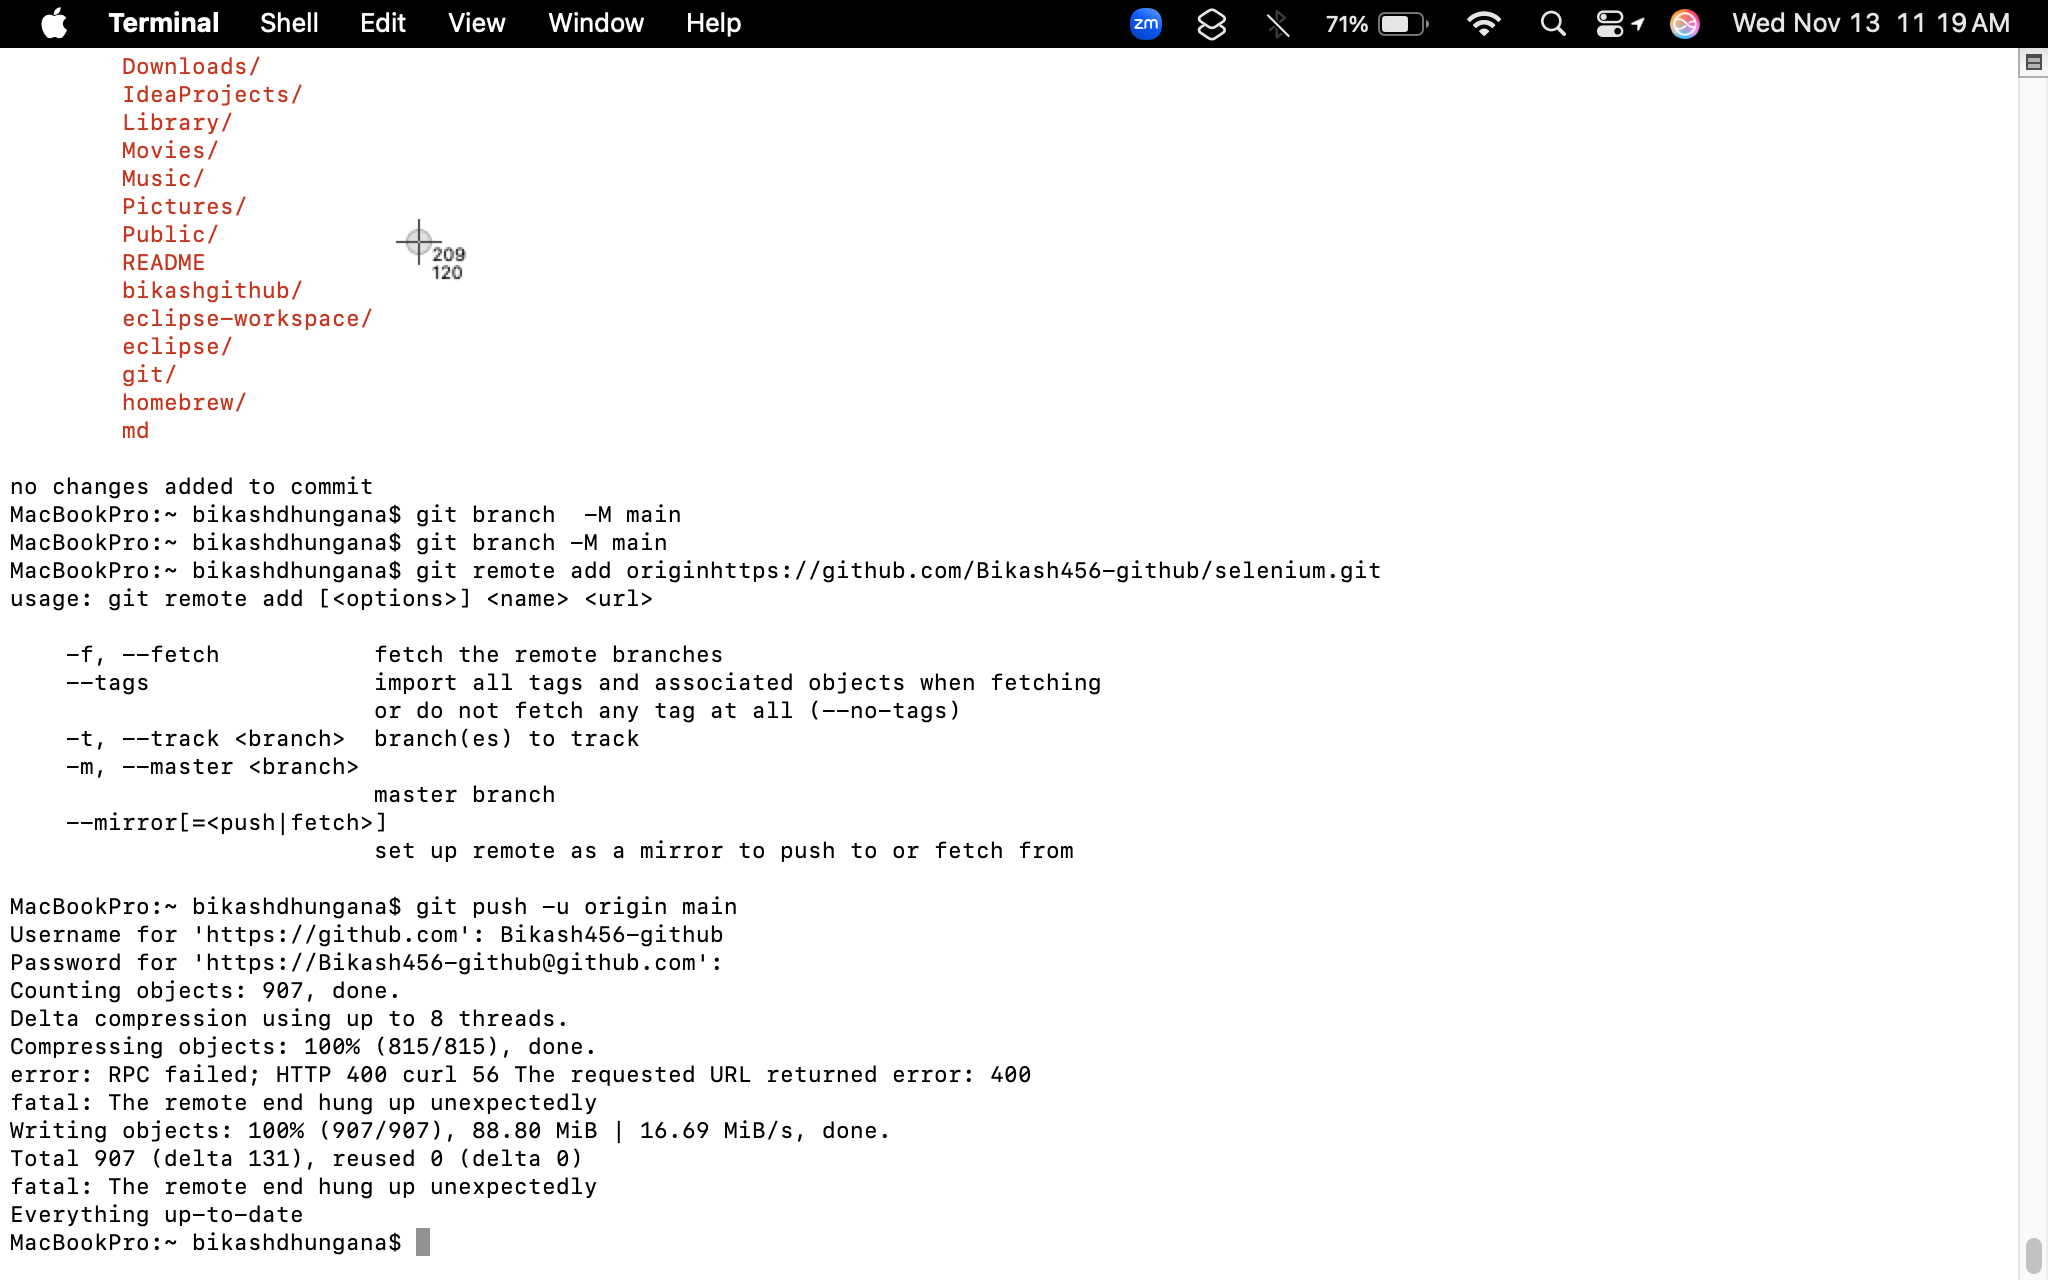 Terminal Shell Edit View Window Help zm 71% Wed Nov 13 11 19 AM
Downloads/
IdeaProjects/
Library/
Movies/
Music/
Pictures/
Public/
209
README
120
bikashgithub/
eclipse-workspace/
eclipse/
git/
homebrew/
md
no changes added to commit
MacBookPro:~ bikashdhungana$ git branch  -M main
MacBookPro:~ bikashdhungana$ git branch -M main
MacBookPro:~ bikashdhungana$ git remote add originhttps://github.com/Bikash456-github/selenium.git
usage: git remote add [<options>] <name> <url>
-f, --fetch           fetch the remote branches
--tags                import all tags and associated objects when fetching
or do not fetch any tag at all (--no-tags)
-t, --track <branch>  branch(es) to track
-m, --master <branch>
master branch
--mirror[=<push|fetch>]
set up remote as a mirror to push to or fetch from
MacBookPro:~ bikashdhungana$ git push -u origin main
Username for 'https://github.com': Bikash456-github
Password for 'https://Bikash456-github@github.com':
Counting objects: 907, done.
Delta compression using up to 8 threads.
Compressing objects: 100% (815/815), done.
error: RPC failed; HTTP 400 curl 56 The requested URL returned error: 400
fatal: The remote end hung up unexpectedly
Writing objects: 100% (907/907), 88.80 MiB | 16.69 MiB/s, done.
Total 907 (delta 131), reused 0 (delta 0)
fatal: The remote end hung up unexpectedly
Everything up-to-date
MacBookPro:~ bikashdhungana$